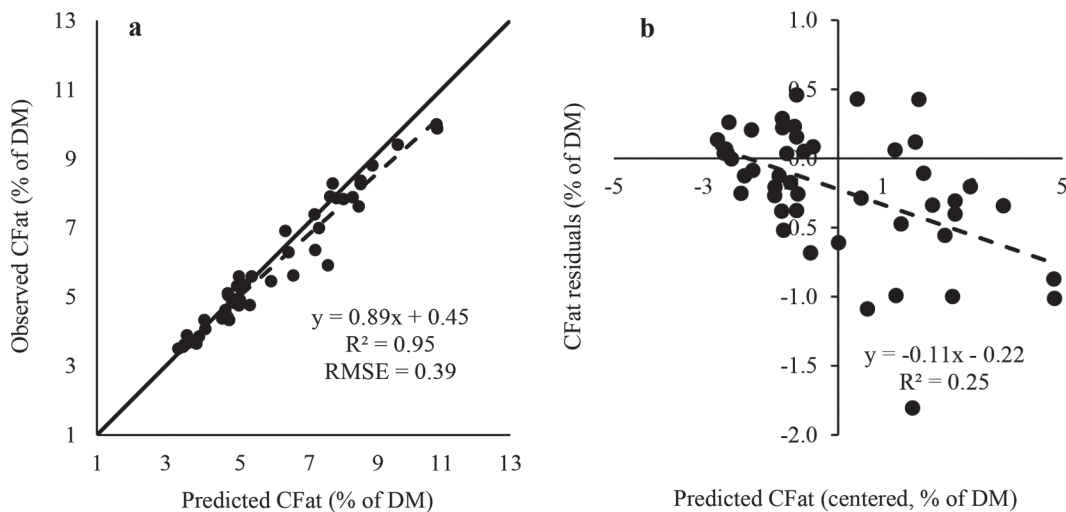 a
Observed CFat (% of DM)
13
11
9
7
5
3
1
y = 0.89x + 0.45
R² = 0.95
RMSE = 0.39
1 3 5 7 9 11 13
Predicted CFat (% of DM)
b
CFat residuals (% of DM)
1.0
0.5
0.0
-0.5
-1.0
-1.5
-2.0
-5 -3 -1 1 3 5
y = -0.11x - 0.22
R² = 0.25
Predicted CFat (centered, % of DM)